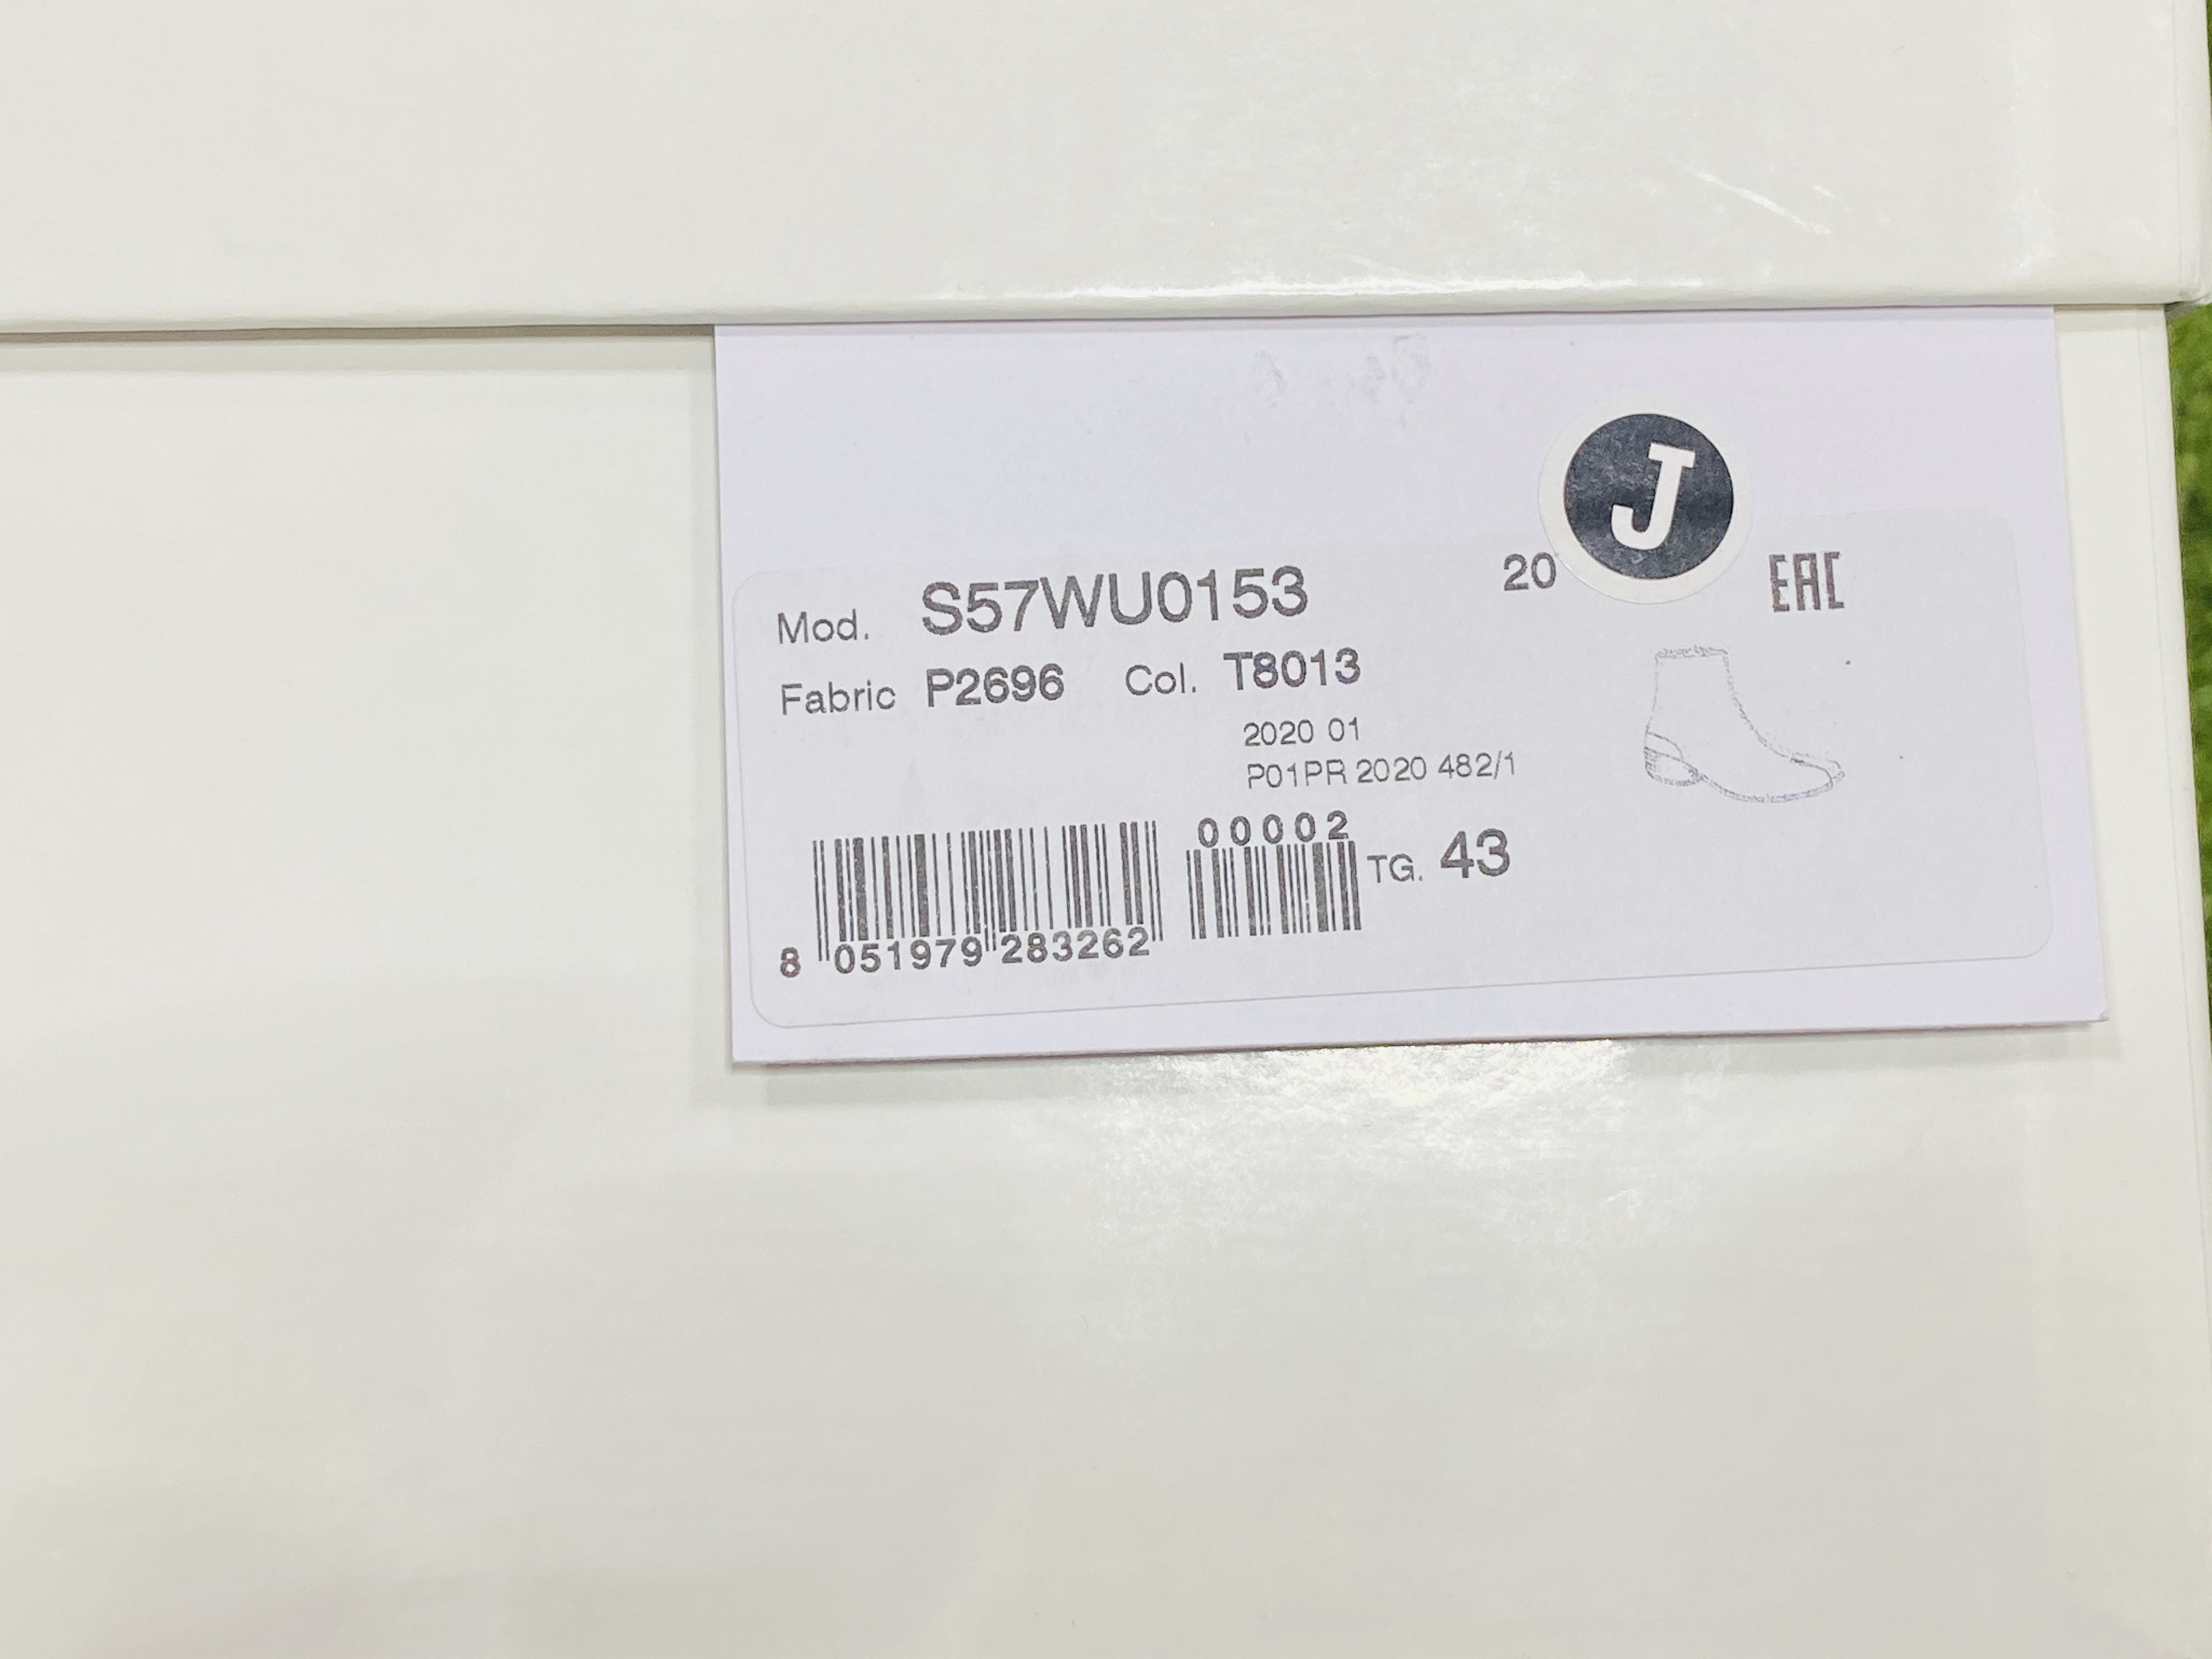 J
20
EAC
Mod. S57WU0153
Fabric P2696 Col. T8013
2020 01
P01PR 2020 482/1
00002
TG. 43
8 051979 283262